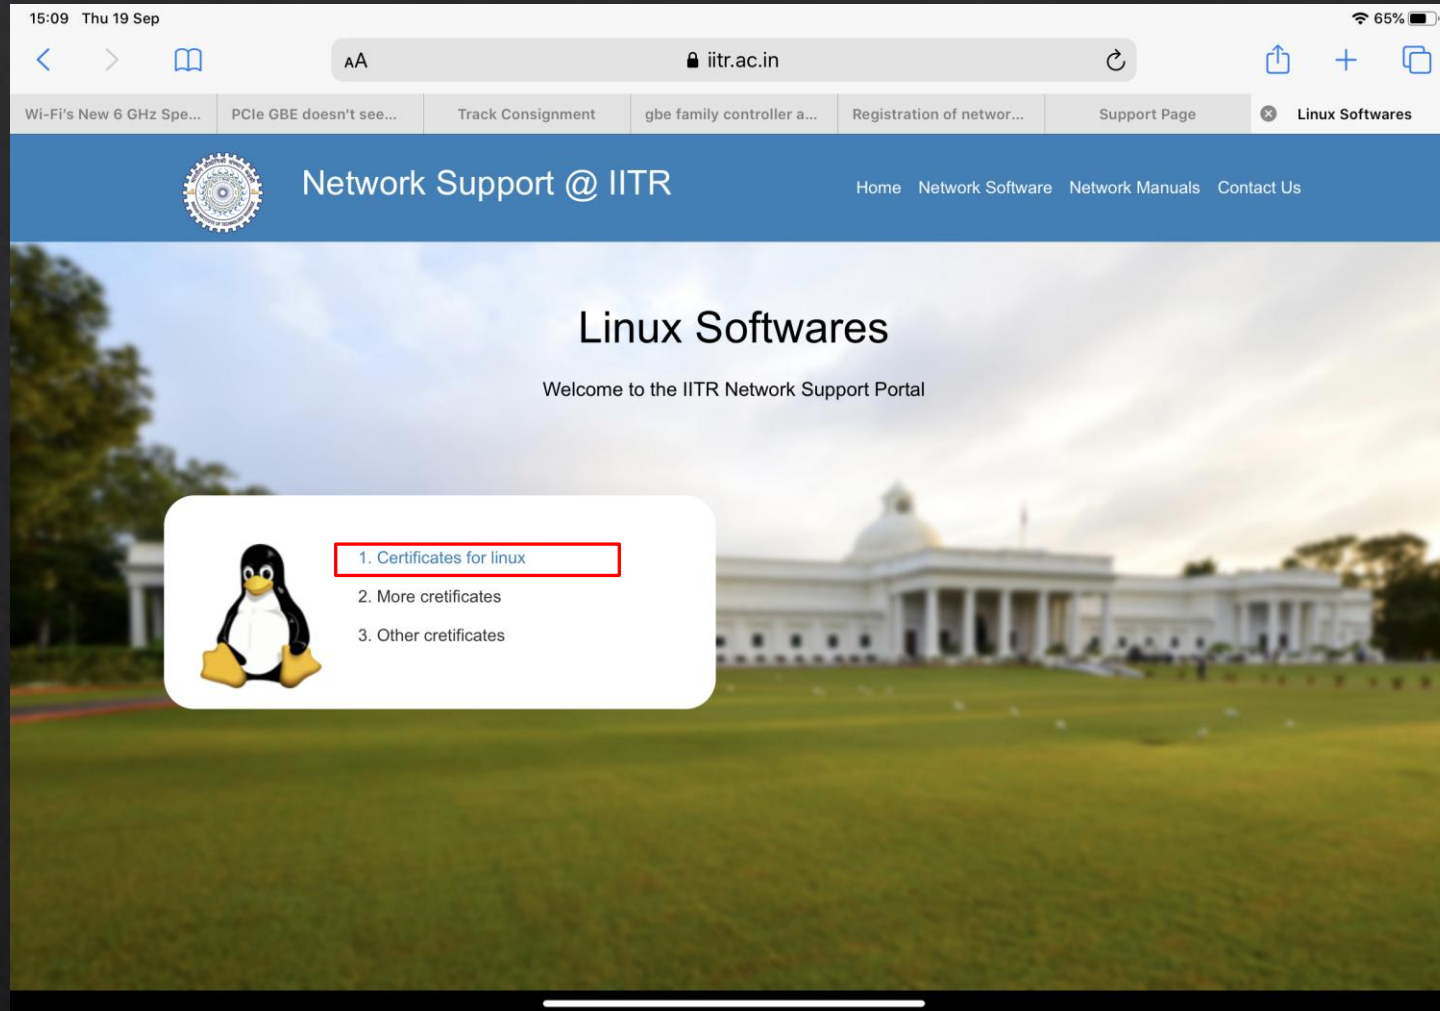 15:09 Thu 19 Sep
65%
AA
iitr.ac.in
Wi-Fi's New 6 GHz Spe...
PCIe GBE doesn't see...
Track Consignment
gbe family controller a...
Registration of networ...
Support Page
Linux Softwares
Network Support @ IITR
Home
Network Software
Network Manuals
Contact Us
Linux Softwares
Welcome to the IITR Network Support Portal
1. Certificates for linux
2. More cretificates
3. Other cretificates